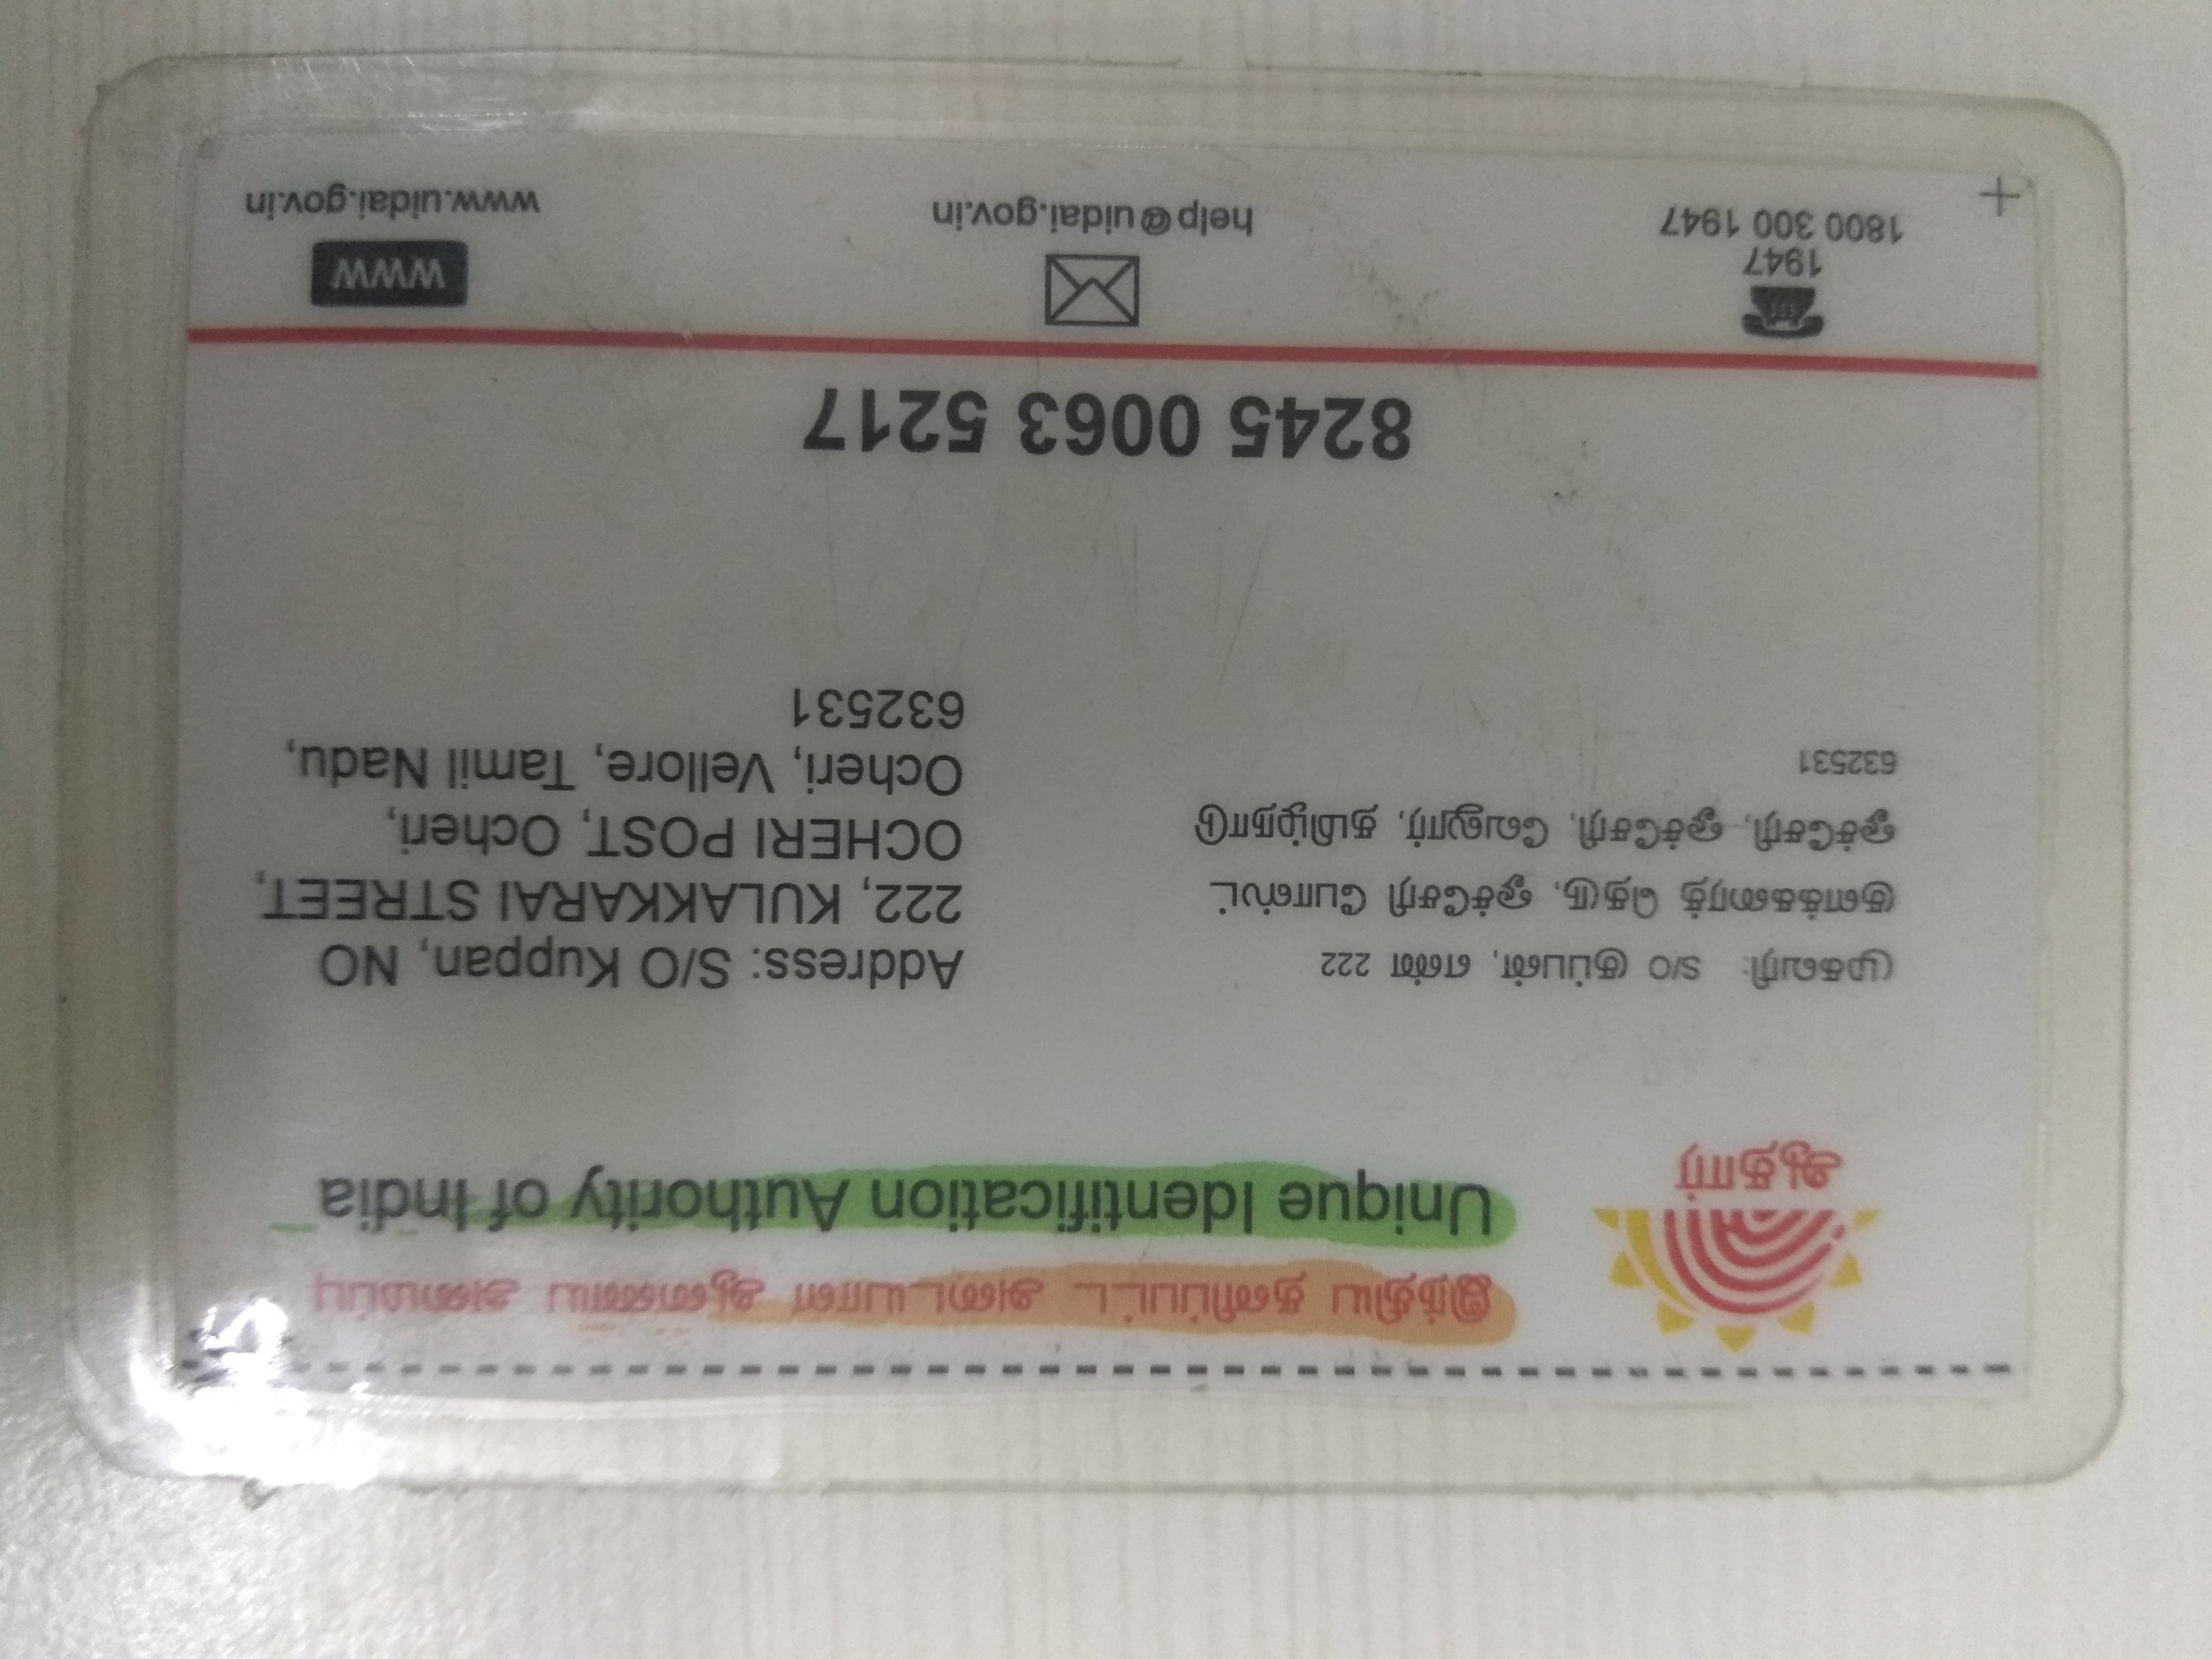 இந்திய தனிப்பட்ட அடையாள ஆணைய அமைப்பு
Unique Identification Authority of India
ஆதார்
முகவரி: S/O குப்பன், எண் 222
குளக்கரைத் தெரு, ஓச்சேரி போஸ்ட்
ஓச்சேரி, ஓச்சேரி, வேலூர், தமிழ்நாடு
632531
Address: S/O Kuppan, NO
222, KULAKKARAI STREET,
OCHERI POST, Ocheri,
Ocheri, Vellore, Tamil Nadu,
632531
8245 0063 5217
1947
1800 300 1947
help@uidai.gov.in
WWW
www.uidai.gov.in